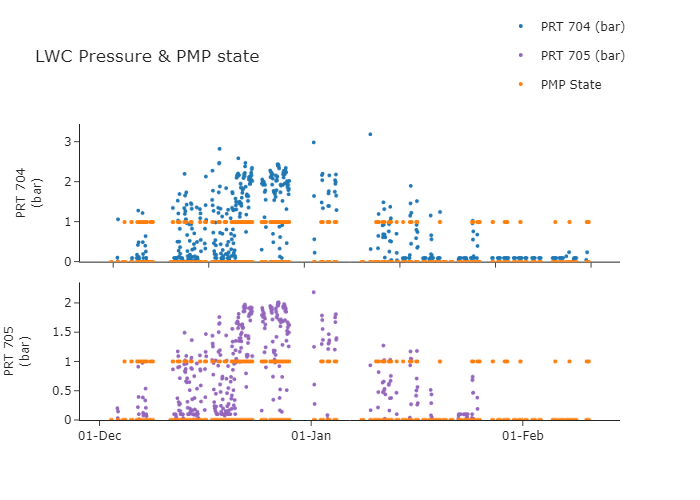 PRT 704 (bar)
PRT 705 (bar)
PMP State
LWC Pressure & PMP state
PRT 704
(bar)
3
2
1
0
PRT 705
(bar)
2
1.5
1
0.5
0
01-Dec 01-Jan 01-Feb